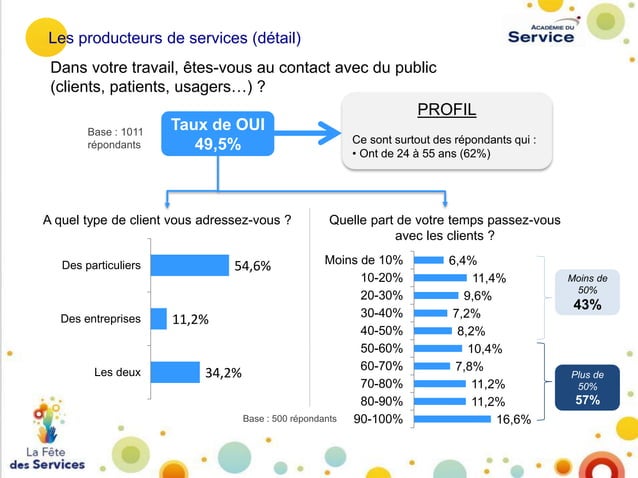 Les producteurs de services (détail)
ACADÉMIE DU
Service
Dans votre travail, êtes-vous au contact avec du public
(clients, patients, usagers…) ?
Base : 1011
répondants
Taux de OUI
49,5%
PROFIL
Ce sont surtout des répondants qui :
• Ont de 24 à 55 ans (62%)
A quel type de client vous adressez-vous ?
Des particuliers 54,6%
Des entreprises 11,2%
Les deux 34,2%
Quelle part de votre temps passez-vous
avec les clients ?
Moins de 10% 6,4%
10-20% 11,4%
20-30% 9,6%
30-40% 7,2%
40-50% 8,2%
50-60% 10,4%
60-70% 7,8%
70-80% 11,2%
80-90% 11,2%
90-100% 16,6%
Moins de
50%
43%
Plus de
50%
57%
Base : 500 répondants
La Fête
des Services